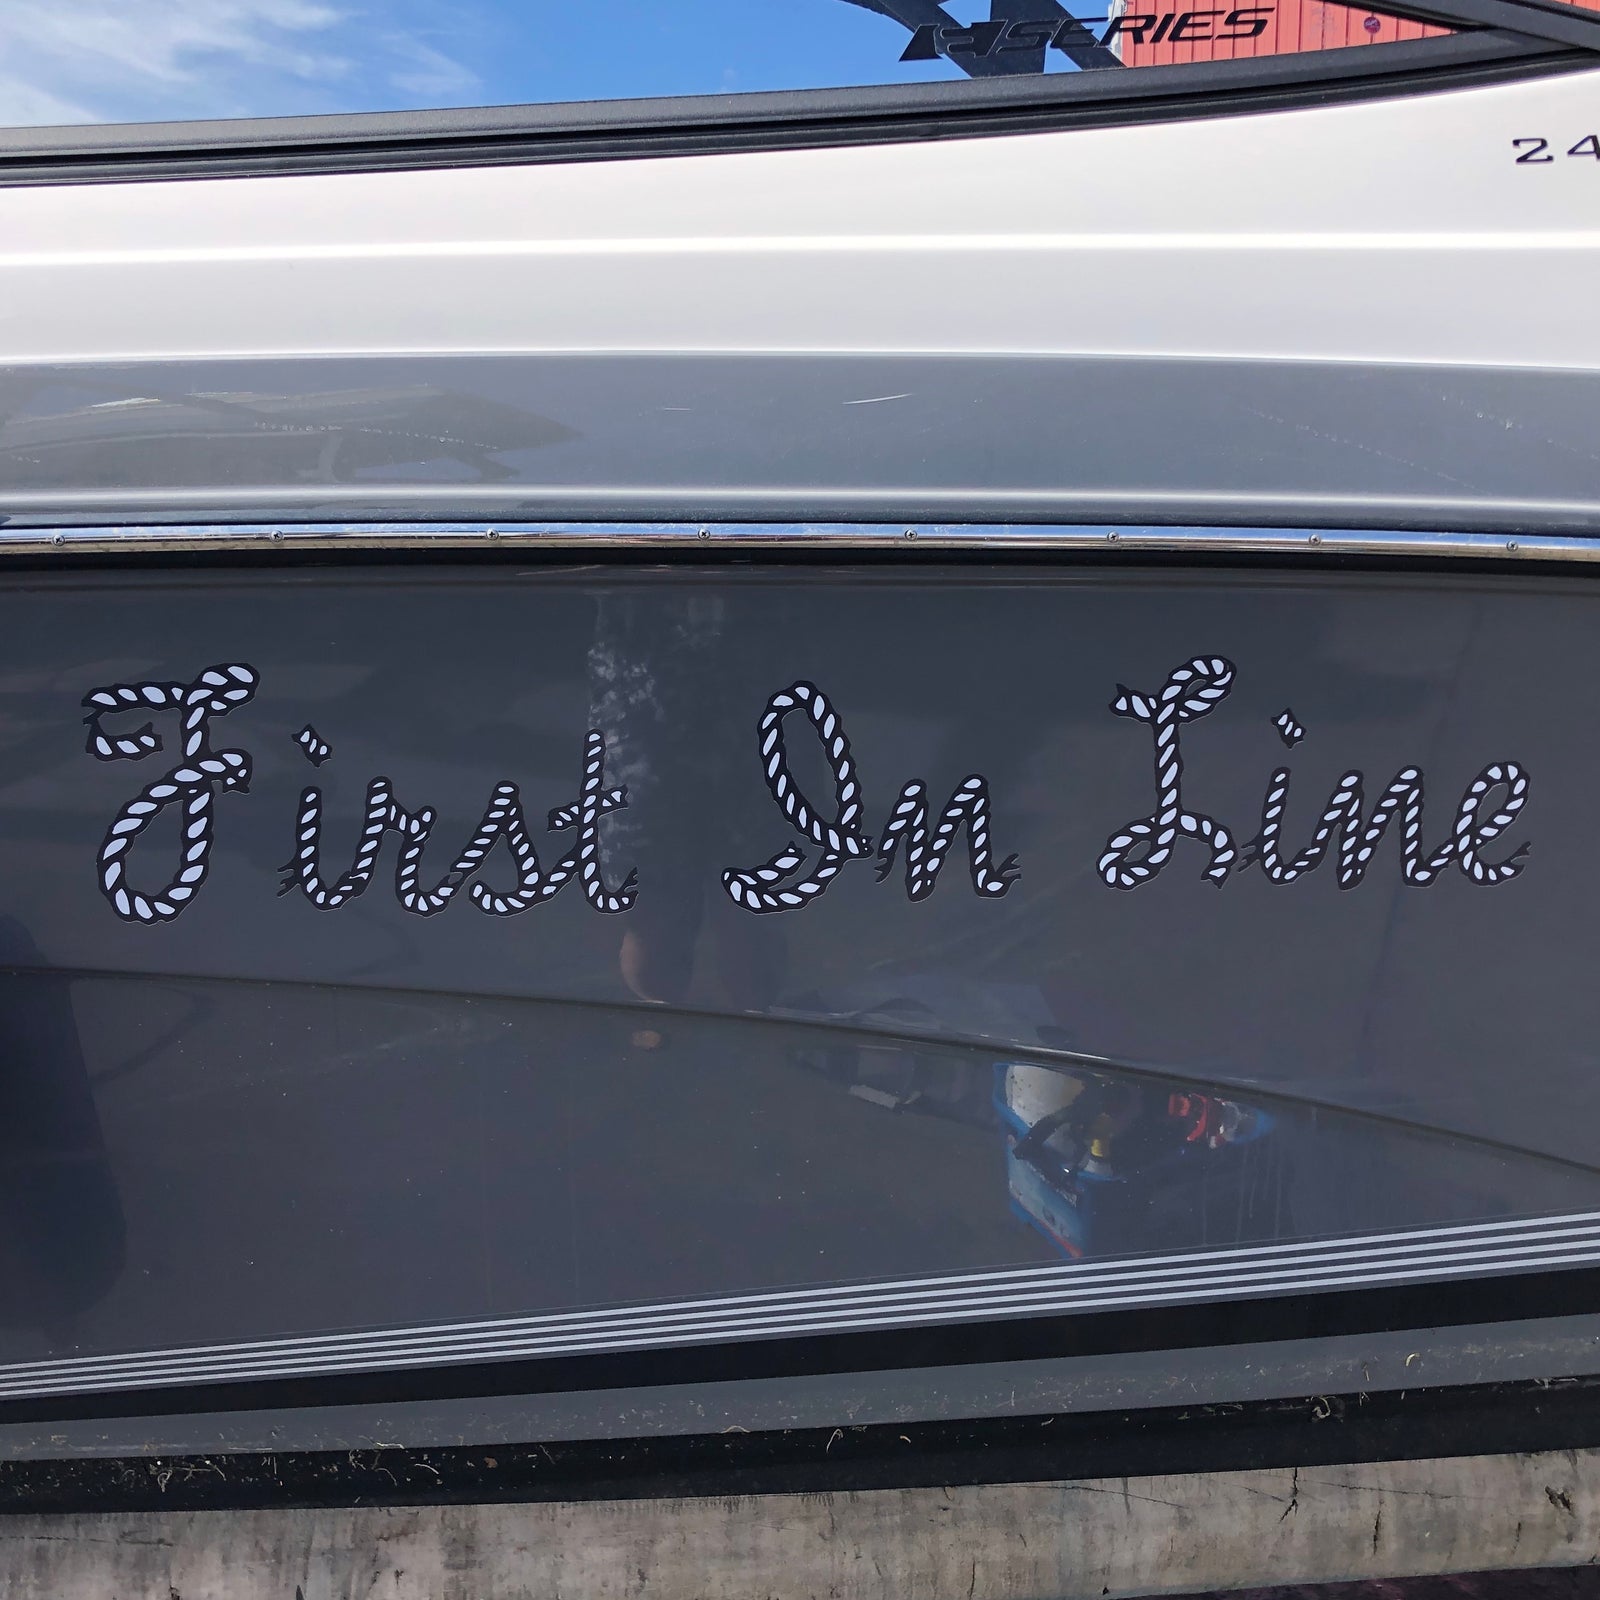 SERIES
24
First In Line